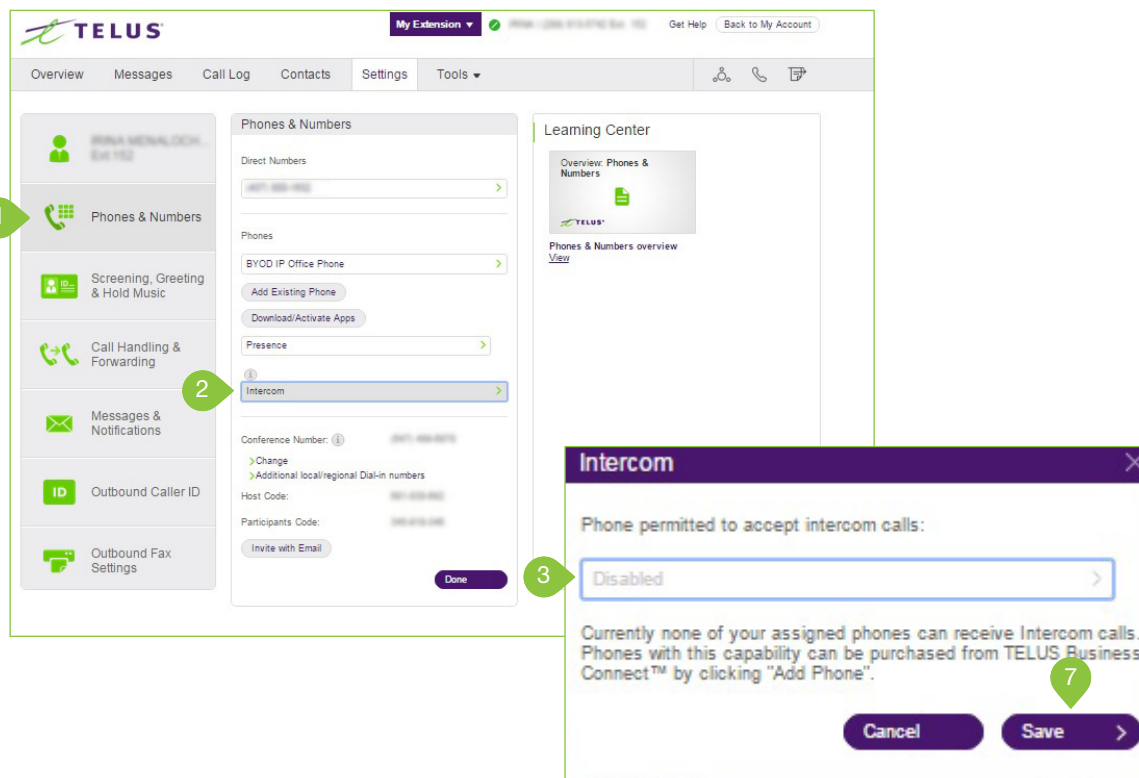 TELUS
My Extension
Get Help
Back to My Account
Overview
Messages
Call Log
Contacts
Settings
Tools
Phones & Numbers
Screening, Greeting
& Hold Music
Call Handling &
Forwarding
Messages &
Notifications
ID
Outbound Caller ID
Outbound Fax
Settings
1
Phones & Numbers
Direct Numbers
Phones
BYOD IP Office Phone
Add Existing Phone
Download/Activate Apps
Presence
i
2
Intercom
Conference Number: i
Change
Additional local/regional Dial-in numbers
Host Code:
Participants Code:
Invite with Email
Done
Learning Center
Overview: Phones &
Numbers
TELUS
Phones & Numbers overview
View
Intercom
Phone permitted to accept intercom calls:
3
Disabled
Currently none of your assigned phones can receive Intercom calls.
Phones with this capability can be purchased from TELUS Business
Connect™ by clicking "Add Phone".
7
Cancel
Save